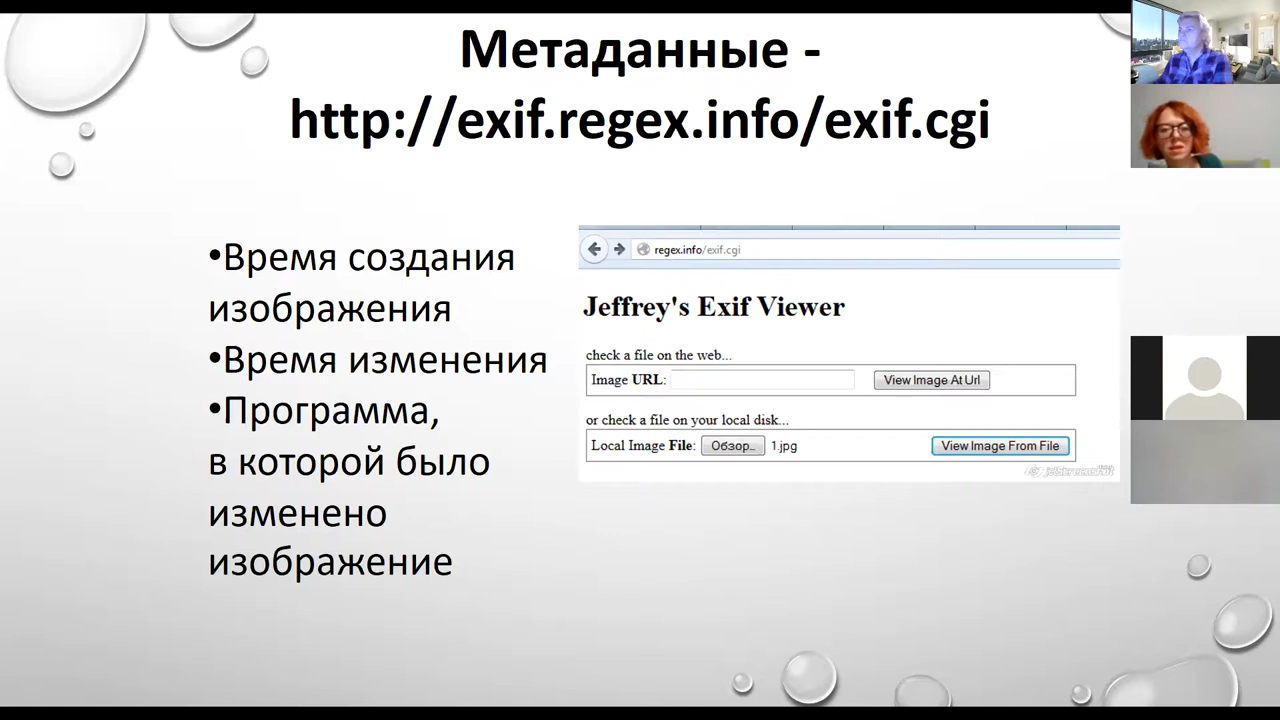 Метаданные -
http://exif.regex.info/exif.cgi
•Время создания
изображения
•Время изменения
•Программа,
в которой было
изменено
изображение
regex.info/exif.cgi
Jeffrey's Exif Viewer
check a file on the web...
Image URL:
View Image At Url
or check a file on your local disk...
Local Image File: Обзор... 1.jpg
View Image From File